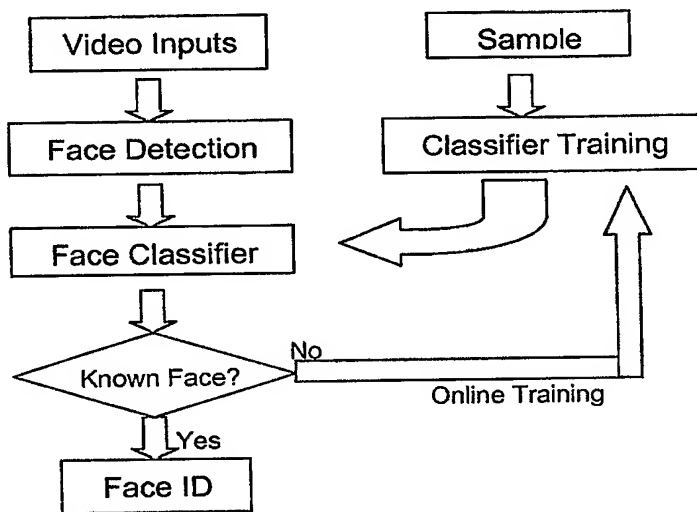 Video Inputs
Sample
Face Detection
Classifier Training
Face Classifier
Known Face?
No
Online Training
Yes
Face ID